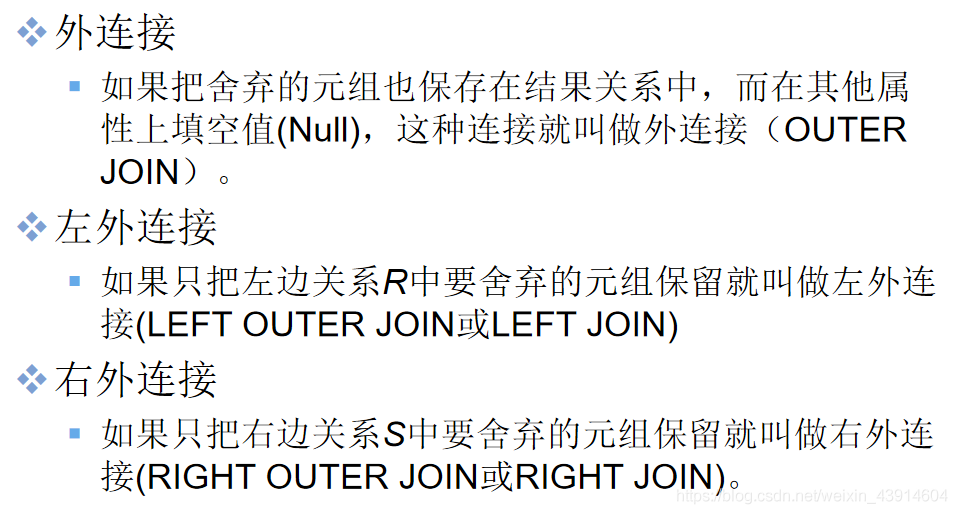 外连接
如果把舍弃的元组也保存在结果关系中，而在其他属
性上填空值(Null)，这种连接就叫做外连接（OUTER
JOIN）。
左外连接
如果只把左边关系R中要舍弃的元组保留就叫做左外连
接(LEFT OUTER JOIN或LEFT JOIN)
右外连接
如果只把右边关系S中要舍弃的元组保留就叫做右外连
接(RIGHT OUTER JOIN或RIGHT JOIN)。
https://blog.csdn.net/weixin_43914604